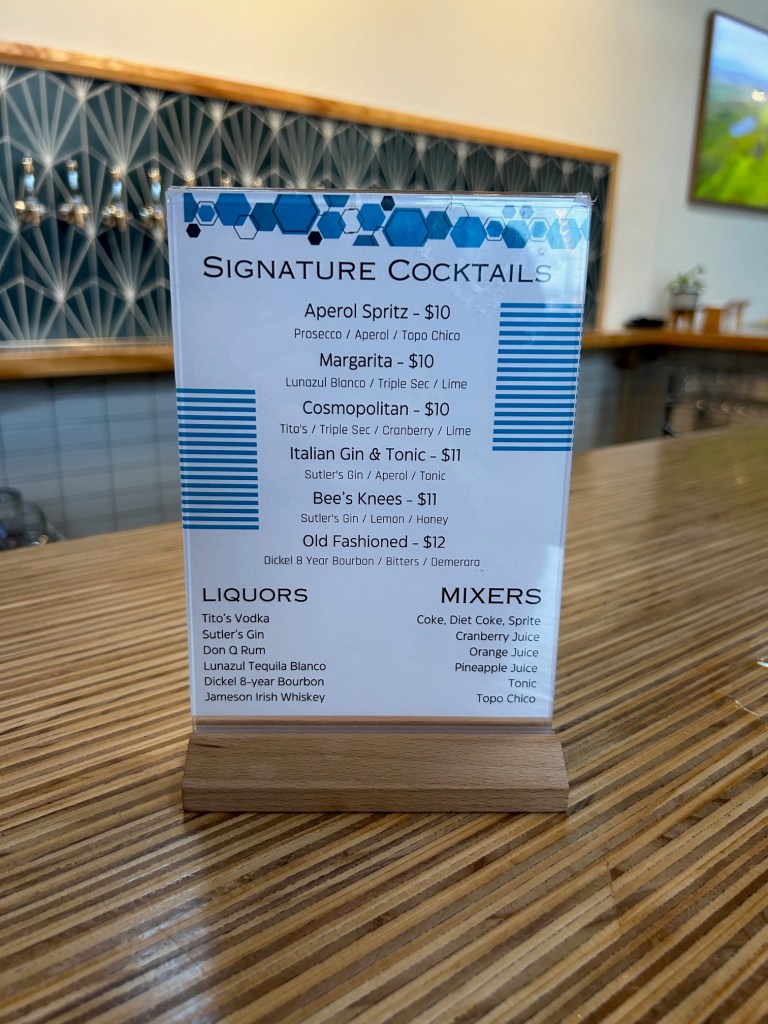 Signature Cocktails
Aperol Spritz - $10
Prosecco / Aperol / Topo Chico
Margarita - $10
Lunazul Blanco / Triple Sec / Lime
Cosmopolitan - $10
Tito's / Triple Sec / Cranberry / Lime
Italian Gin & Tonic - $11
Sutler's Gin / Aperol / Tonic
Bee's Knees - $11
Sutler's Gin / Lemon / Honey
Old Fashioned - $12
Dickel 8 Year Bourbon / Bitters / Demerara
LIQUORS
Tito's Vodka
Sutler's Gin
Don Q Rum
Lunazul Tequila Blanco
Dickel 8-year Bourbon
Jameson Irish Whiskey
MIXERS
Coke, Diet Coke, Sprite
Cranberry Juice
Orange Juice
Pineapple Juice
Tonic
Topo Chico